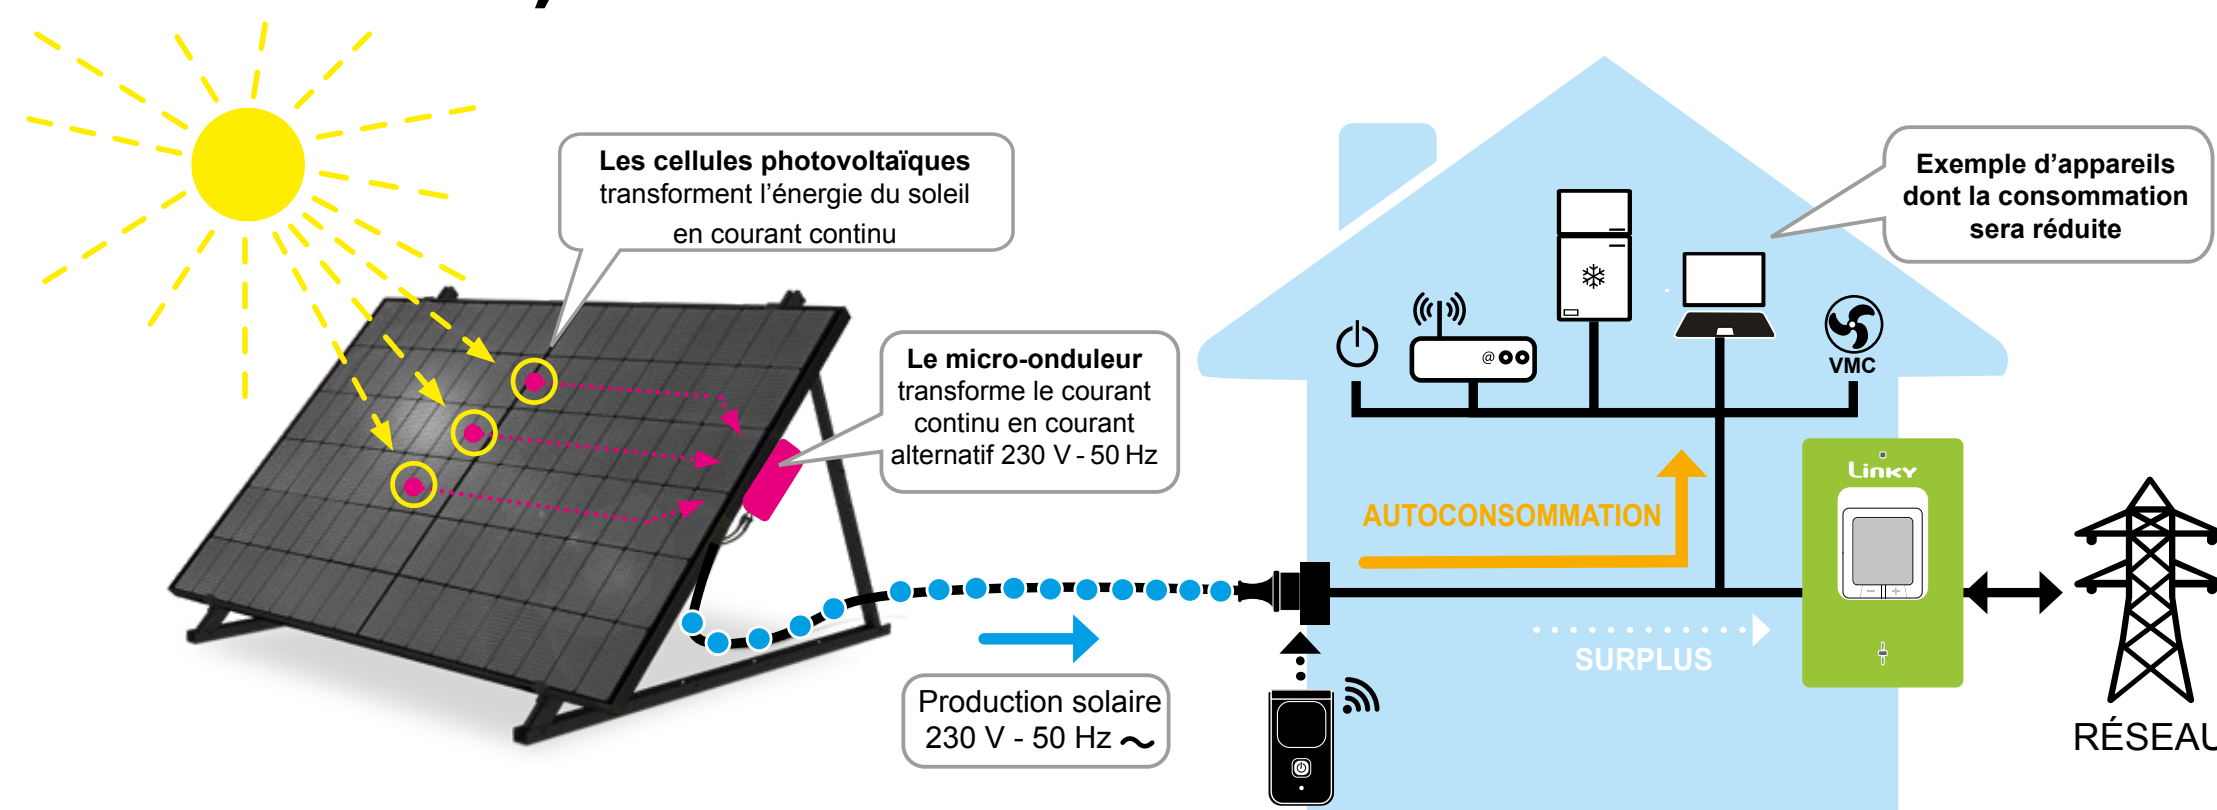 Les cellules photovoltaïques
transforment l'énergie du soleil
en courant continu
Le micro-onduleur
transforme le courant
continu en courant
alternatif 230 V - 50 Hz
Production solaire
230 V - 50 Hz ~
Exemple d'appareils
dont la consommation
sera réduite
@
VMC
AUTOCONSOMMATION
SURPLUS
Linky
- +
RÉSEAU